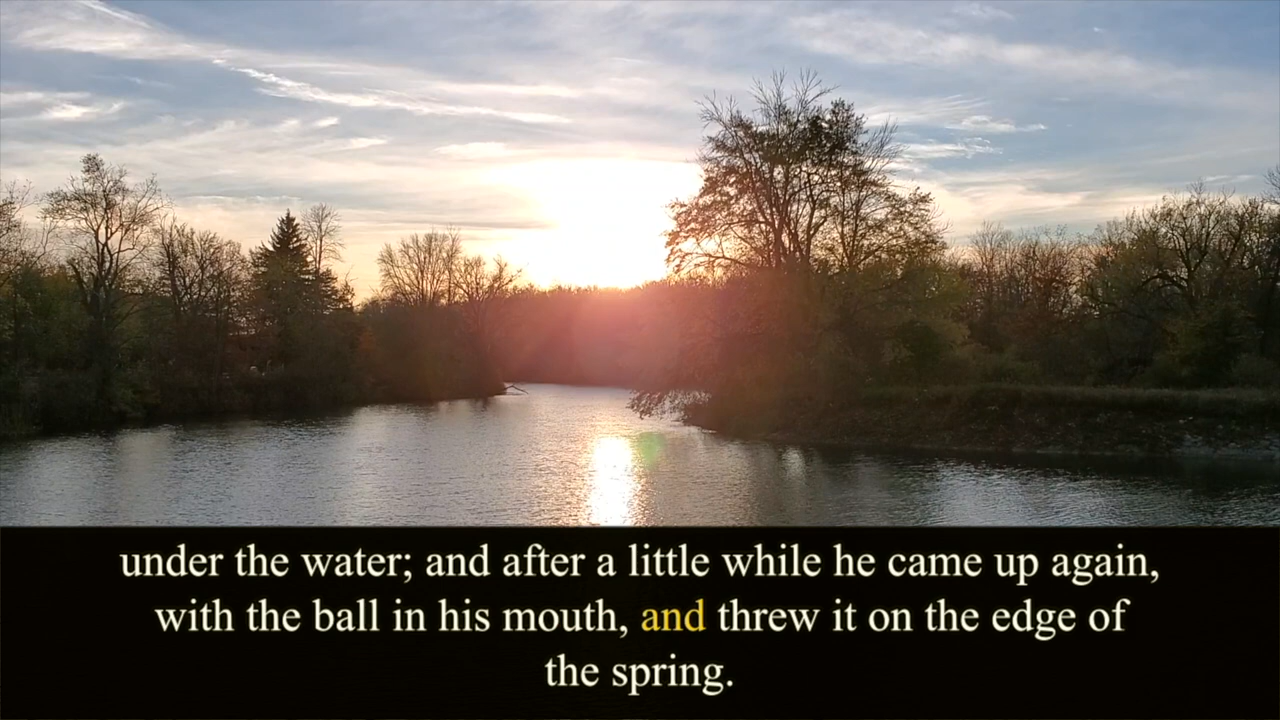 under the water; and after a little while he came up again,
with the ball in his mouth, and threw it on the edge of
the spring.